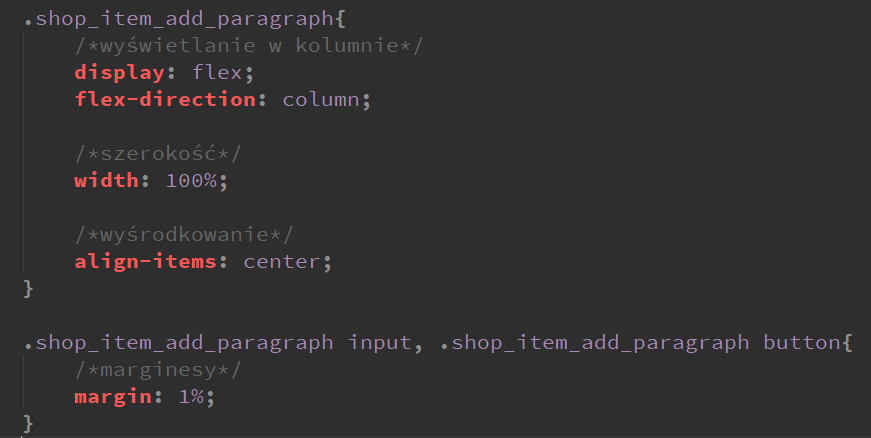 .shop_item_add_paragraph{
/*wyświetlanie w kolumnie*/
display: flex;
flex-direction: column;
/*szerokość*/
width: 100%;
/*wyśrodkowanie*/
align-items: center;
}
.shop_item_add_paragraph input, .shop_item_add_paragraph button{
/*marginesy*/
margin: 1%;
}